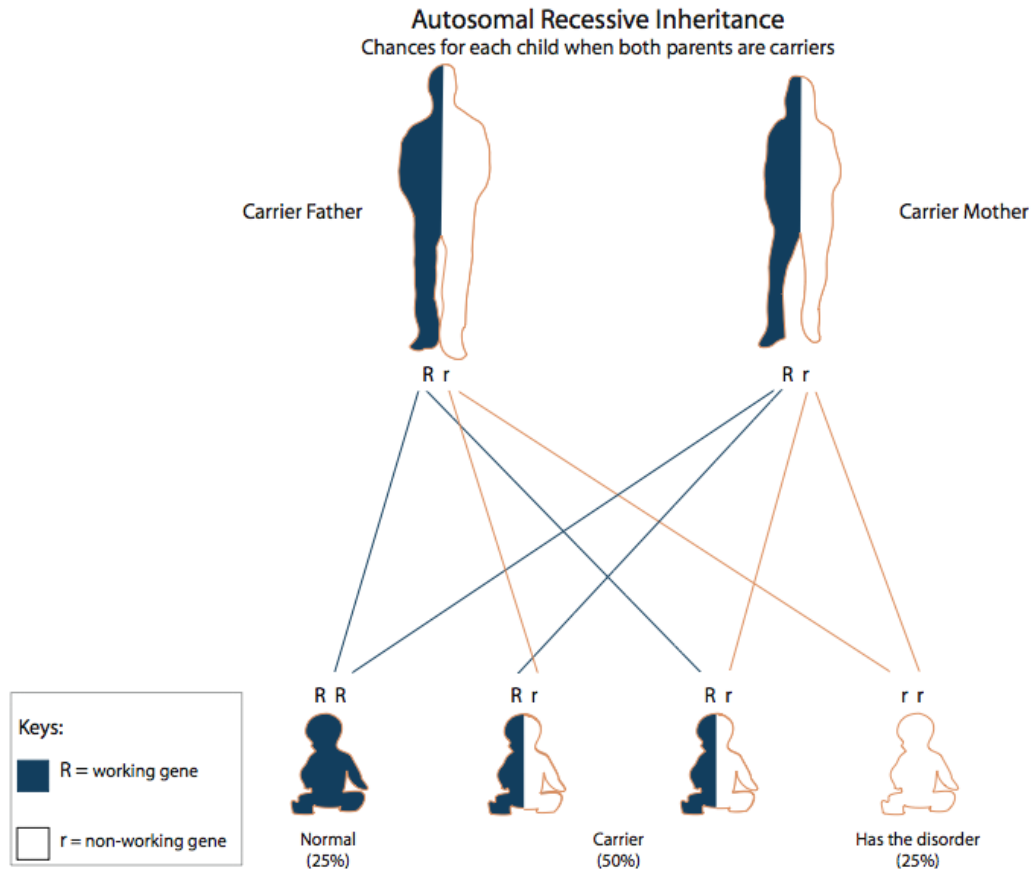 Autosomal Recessive Inheritance
Chances for each child when both parents are carriers
Carrier Father
Carrier Mother
R r
R r
R R
R r
R r
r r
Keys:
R = working gene
r = non-working gene
Normal
(25%)
Carrier
(50%)
Has the disorder
(25%)